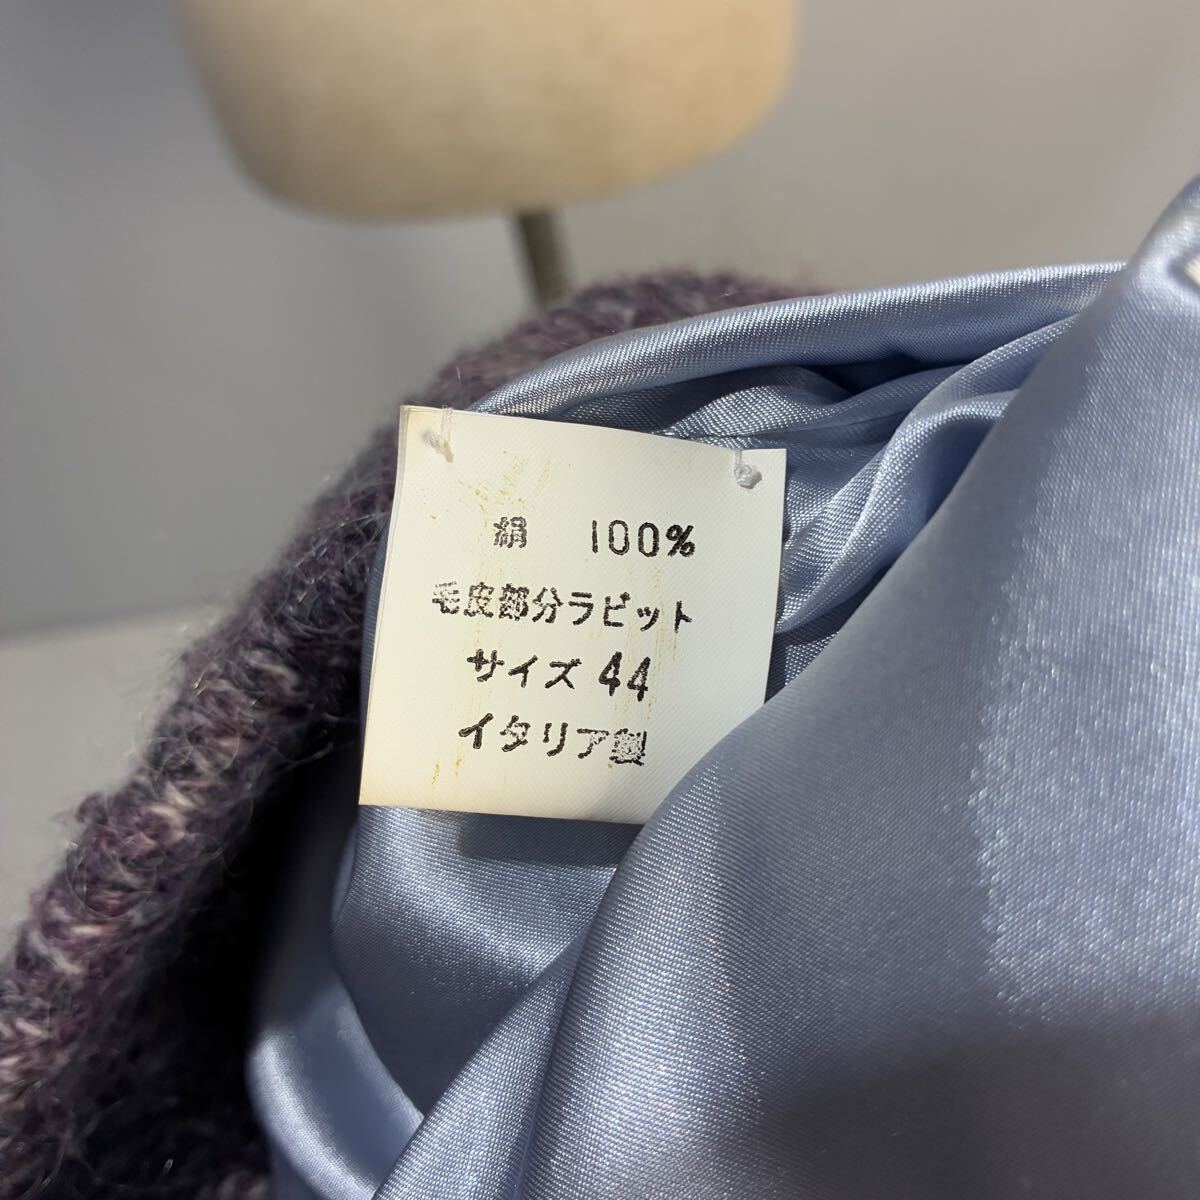 絹 100%
毛皮部分ラビット
サイズ 44
イタリア製